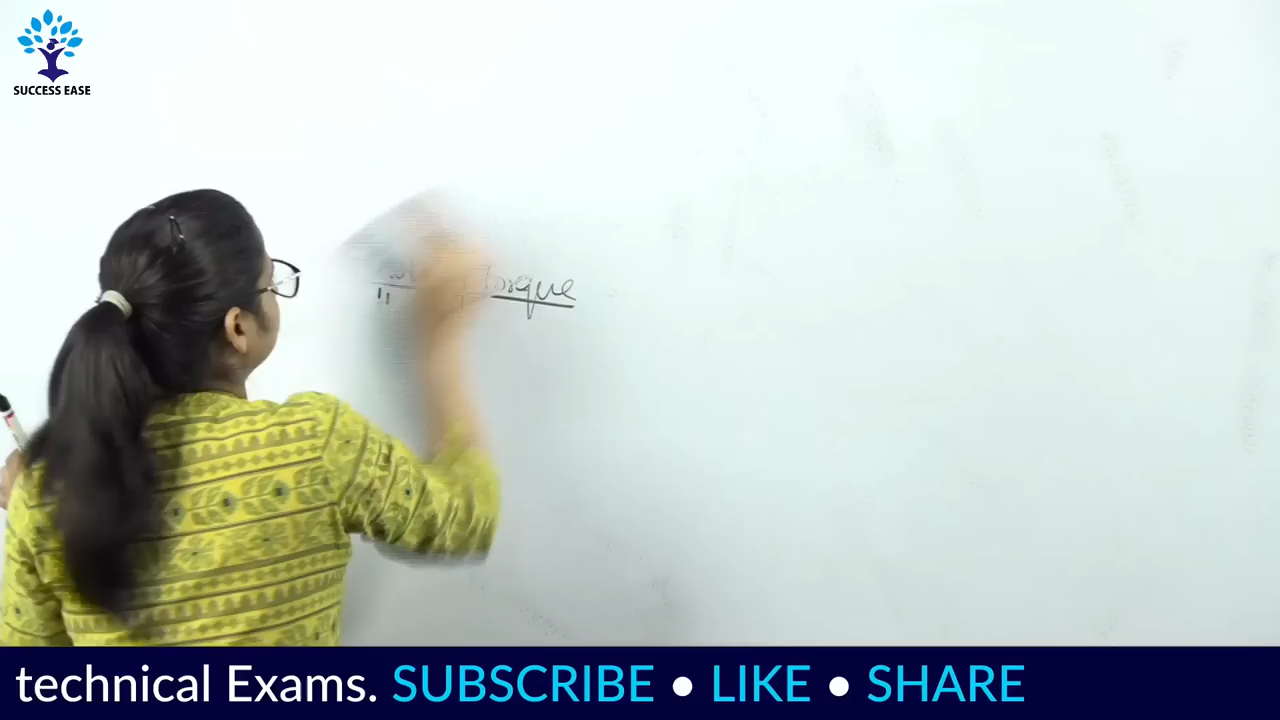 SUCCESS EASE
Torque
technical Exams. SUBSCRIBE ● LIKE ● SHARE